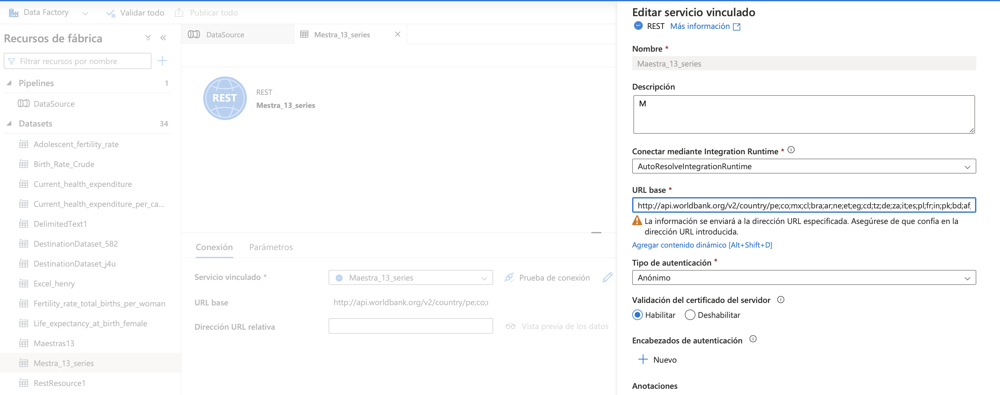 Data Factory
Validar todo
Publicar todo
Recursos de fábrica
Filtrar recursos por nombre
Pipelines 1
DataSource
Datasets 34
Adolescent_fertility_rate
Birth_Rate_Crude
Current_health_expenditure
Current_health_expenditure_per_ca...
DelimitedText1
DestinationDataset_582
DestinationDataset_j4u
Excel_henry
Fertility_rate_total_births_per_woman
Life_expectancy_at_birth_female
Maestras13
Mestra_13_series
RestResource1
DataSource
Mestra_13_series
REST
REST
Mestra_13_series
Conexión
Parámetros
Servicio vinculado *
Maestra_13_series
Prueba de conexión
URL base
http://api.worldbank.org/v2/country/pe;co;
Dirección URL relativa
Vista previa de los datos
Editar servicio vinculado
REST REST Más información
Nombre *
Maestra_13_series
Descripción
M
Conectar mediante Integration Runtime *
AutoResolveIntegrationRuntime
URL base *
http://api.worldbank.org/v2/country/pe;co;mx;cl;bra;ar;ne;et;eg;cd;tz;de;za;it;es;pl;fr;in;pk;bd;af;
La información se enviará a la dirección URL especificada. Asegúrese de que confía en la
dirección URL introducida.
Agregar contenido dinámico [Alt+Shift+D]
Tipo de autenticación *
Anónimo
Validación del certificado del servidor
Habilitar Deshabilitar
Encabezados de autenticación
Nuevo
Anotaciones